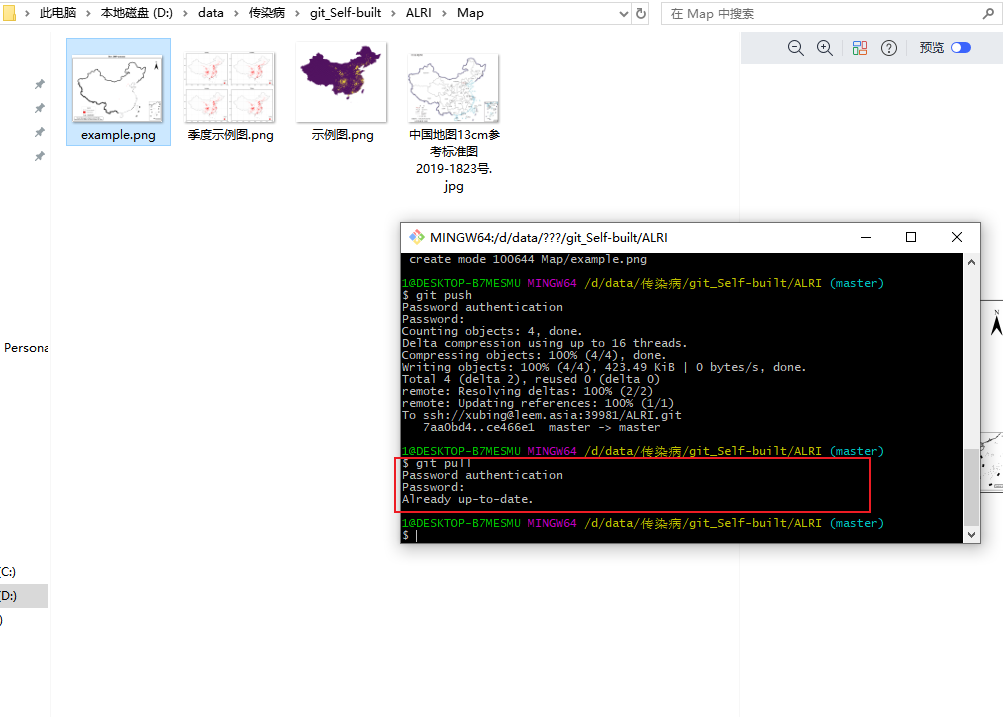 此电脑 › 本地磁盘 (D:) › data › 传染病 › git_Self-built › ALRI › Map
在 Map 中搜索
预览
example.png
季度示例图.png
示例图.png
中国地图13cm参
考标准图
2019-1823号.
jpg
Persona
(C:)
(D:)
)
MINGW64:/d/data/???/git_Self-built/ALRI
create mode 100644 Map/example.png
1@DESKTOP-B7MESMU MINGW64 /d/data/传染病/git_Self-built/ALRI (master)
$ git push
Password authentication
Password:
Counting objects: 4, done.
Delta compression using up to 16 threads.
Compressing objects: 100% (4/4), done.
Writing objects: 100% (4/4), 423.49 KiB | 0 bytes/s, done.
Total 4 (delta 2), reused 0 (delta 0)
remote: Resolving deltas: 100% (2/2)
remote: Updating references: 100% (1/1)
To ssh://xubing@leem.asia:39981/ALRI.git
7aa0bd4..ce466e1  master -> master
1@DESKTOP-B7MESMU MINGW64 /d/data/传染病/git_Self-built/ALRI (master)
$ git pull
Password authentication
Password:
Already up-to-date.
1@DESKTOP-B7MESMU MINGW64 /d/data/传染病/git_Self-built/ALRI (master)
$
N